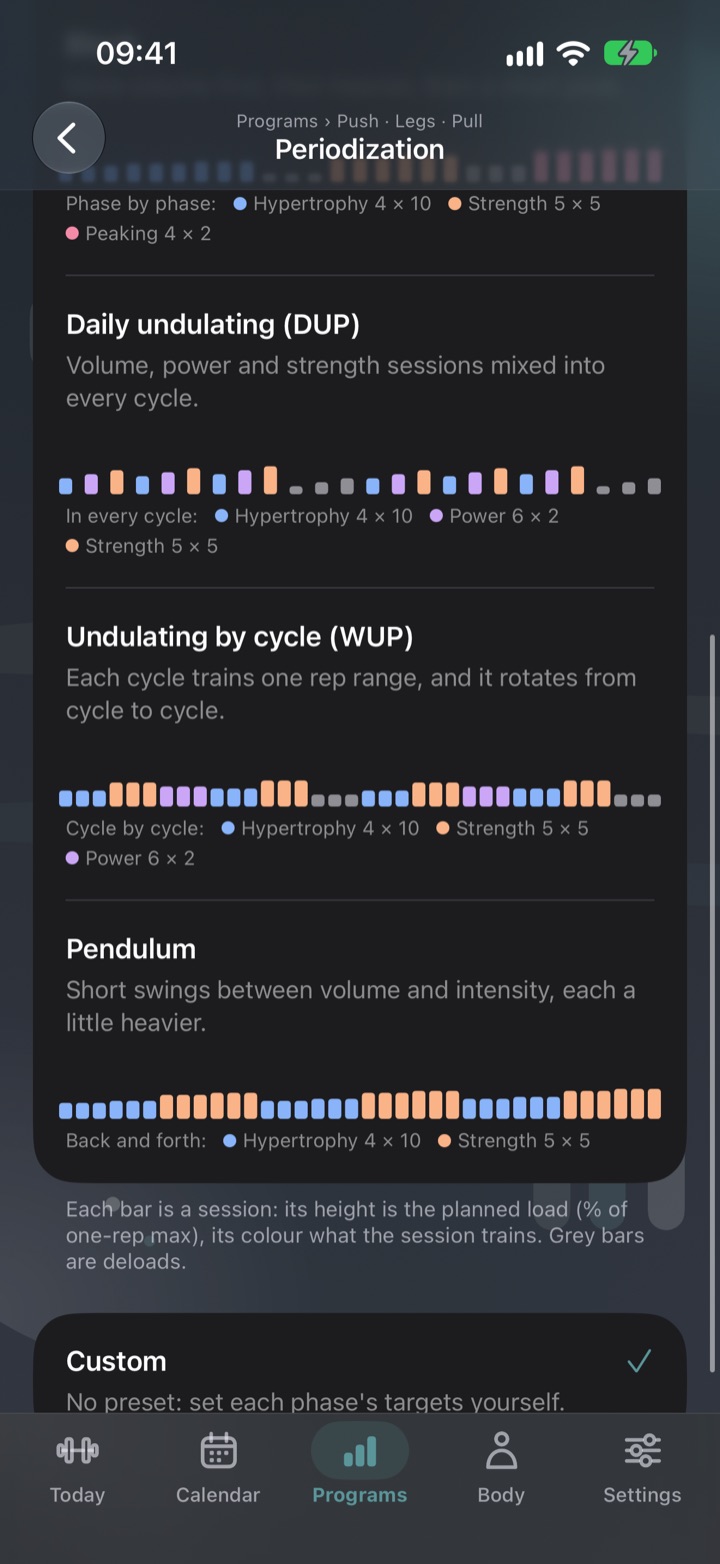 09:41
Programs › Push · Legs · Pull
Periodization
Phase by phase: Hypertrophy 4 × 10 Strength 5 × 5
Peaking 4 × 2
Daily undulating (DUP)
Volume, power and strength sessions mixed into
every cycle.
In every cycle: Hypertrophy 4 × 10 Power 6 × 2
Strength 5 × 5
Undulating by cycle (WUP)
Each cycle trains one rep range, and it rotates from
cycle to cycle.
Cycle by cycle: Hypertrophy 4 × 10 Strength 5 × 5
Power 6 × 2
Pendulum
Short swings between volume and intensity, each a
little heavier.
Back and forth: Hypertrophy 4 × 10 Strength 5 × 5
Each bar is a session: its height is the planned load (% of
one-rep max), its colour what the session trains. Grey bars
are deloads.
Custom
No preset: set each phase's targets yourself.
Today Calendar Programs Body Settings